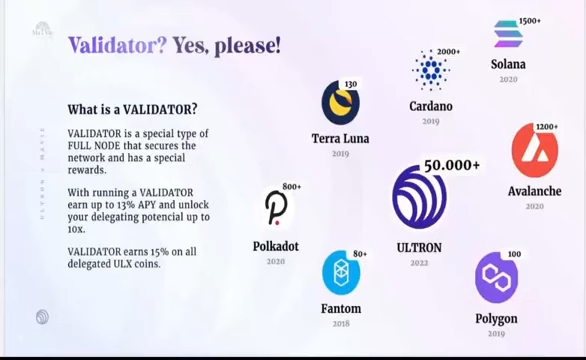 Validator? Yes, please!
What is a VALIDATOR?
VALIDATOR is a special type of
FULL NODE that secures the
network and has a special
rewards.
With running a VALIDATOR
earn up to 13% APY and unlock
your delegating potencial up to
10x.
VALIDATOR earns 15% on all
delegated ULX coins.
1500+
Solana
2020
2000+
Cardano
2019
130
Terra Luna
2019
1200+
Avalanche
2020
50.000+
ULTRON
2022
800+
Polkadot
2020
80+
Fantom
2018
100
Polygon
2019